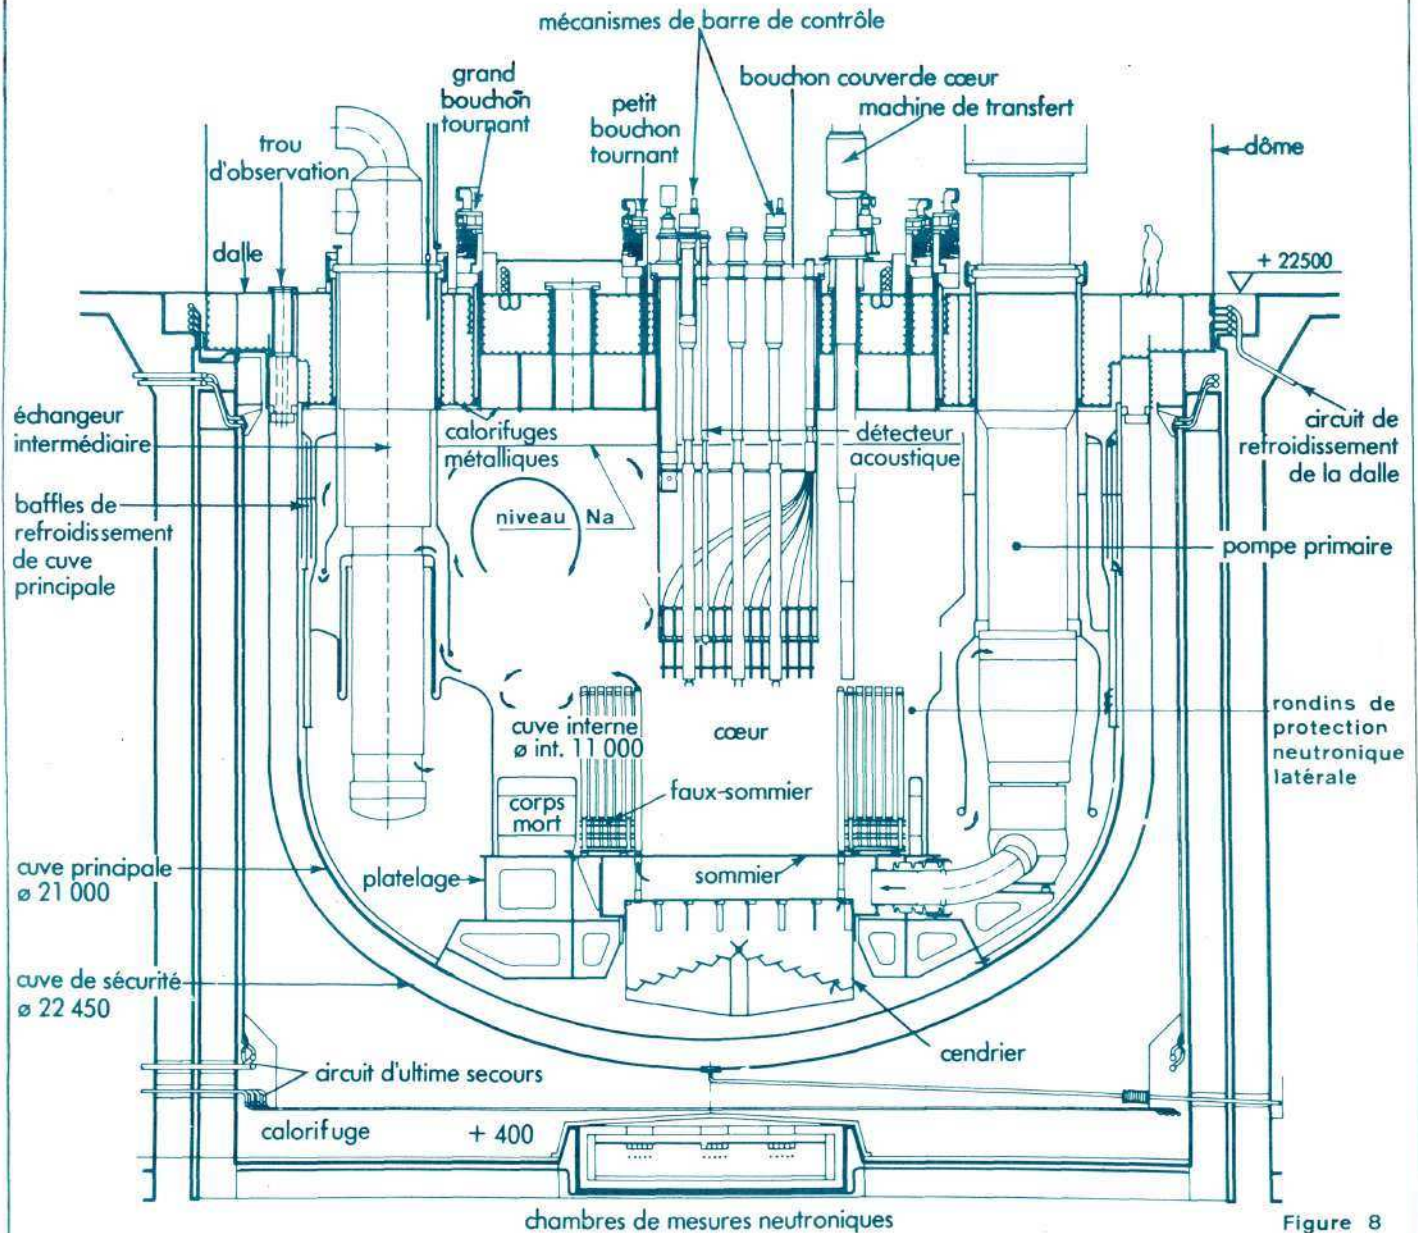 mécanismes de barre de contrôle
grand
bouchon
tournant
petit
bouchon
tournant
bouchon couverde cœur
machine de transfert
trou
d'observation
dôme
dalle
+ 22500
échangeur
intermédiaire
calorifuges
métalliques
détecteur
acoustique
circuit de
refroidissement
de la dalle
baffles de
refroidissement
de cuve
principale
niveau Na
pompe primaire
cuve interne
ø int. 11 000
cœur
rondins de
protection
neutronique
latérale
corps
mort
faux-sommier
cuve principale
ø 21 000
platelage
sommier
cuve de sécurité
ø 22 450
cendrier
circuit d'ultime secours
calorifuge
+ 400
chambres de mesures neutroniques
Figure 8